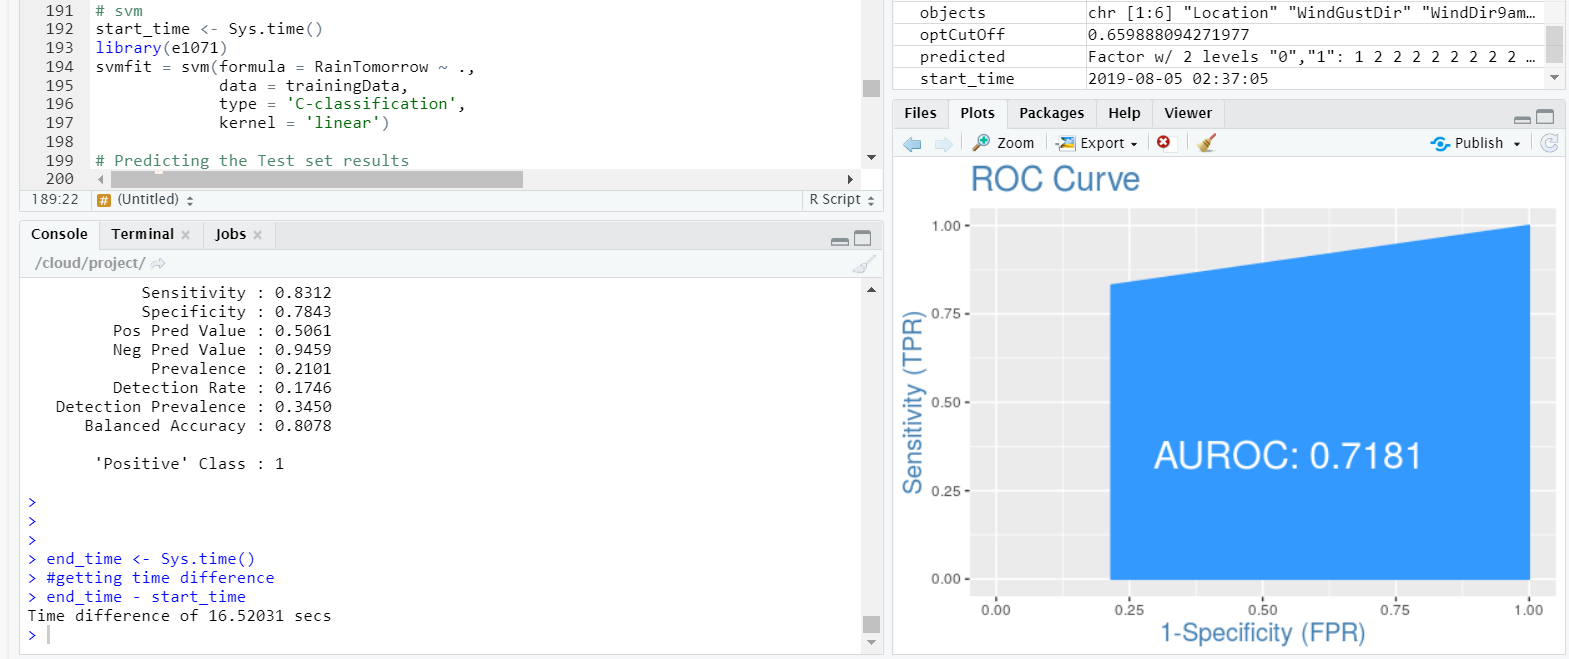 191 # svm
192 start_time <- Sys.time()
193 library(e1071)
194 svmfit = svm(formula = RainTomorrow ~ .,
195 data = trainingData,
196 type = 'C-classification',
197 kernel = 'linear')
198
199 # Predicting the Test set results
200
189:22 # (Untitled) R Script
Console Terminal Jobs
/cloud/project/
Sensitivity : 0.8312
Specificity : 0.7843
Pos Pred Value : 0.5061
Neg Pred Value : 0.9459
Prevalence : 0.2101
Detection Rate : 0.1746
Detection Prevalence : 0.3450
Balanced Accuracy : 0.8078
'Positive' Class : 1
>
>
>
> end_time <- Sys.time()
> #getting time difference
> end_time - start_time
Time difference of 16.52031 secs
>
objects chr [1:6] "Location" "WindGustDir" "WindDir9am…
optCutOff 0.659888094271977
predicted Factor w/ 2 levels "0","1": 1 2 2 2 2 2 2 2 2 …
start_time 2019-08-05 02:37:05
Files Plots Packages Help Viewer
Zoom Export Publish
ROC Curve
1.00
0.75
0.50
0.25
0.00
Sensitivity (TPR)
AUROC: 0.7181
0.00 0.25 0.50 0.75 1.00
1-Specificity (FPR)